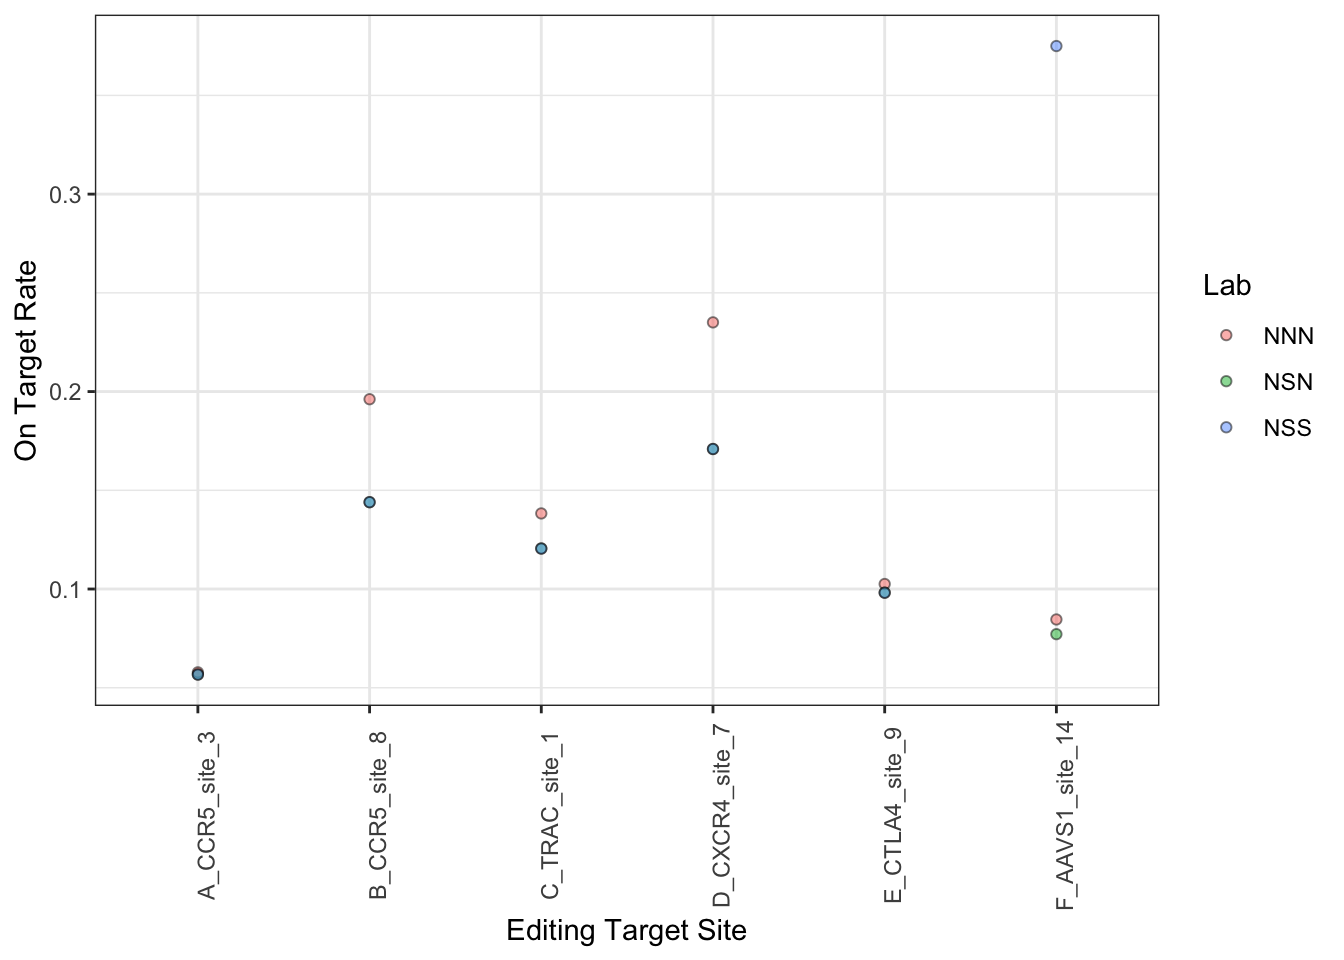 On Target Rate
0.3
0.2
0.1
A_CCR5_site_3
B_CCR5_site_8
C_TRAC_site_1
D_CXCR4_site_7
E_CTLA4_site_9
F_AAVS1_site_14
Editing Target Site
Lab
NNN
NSN
NSS